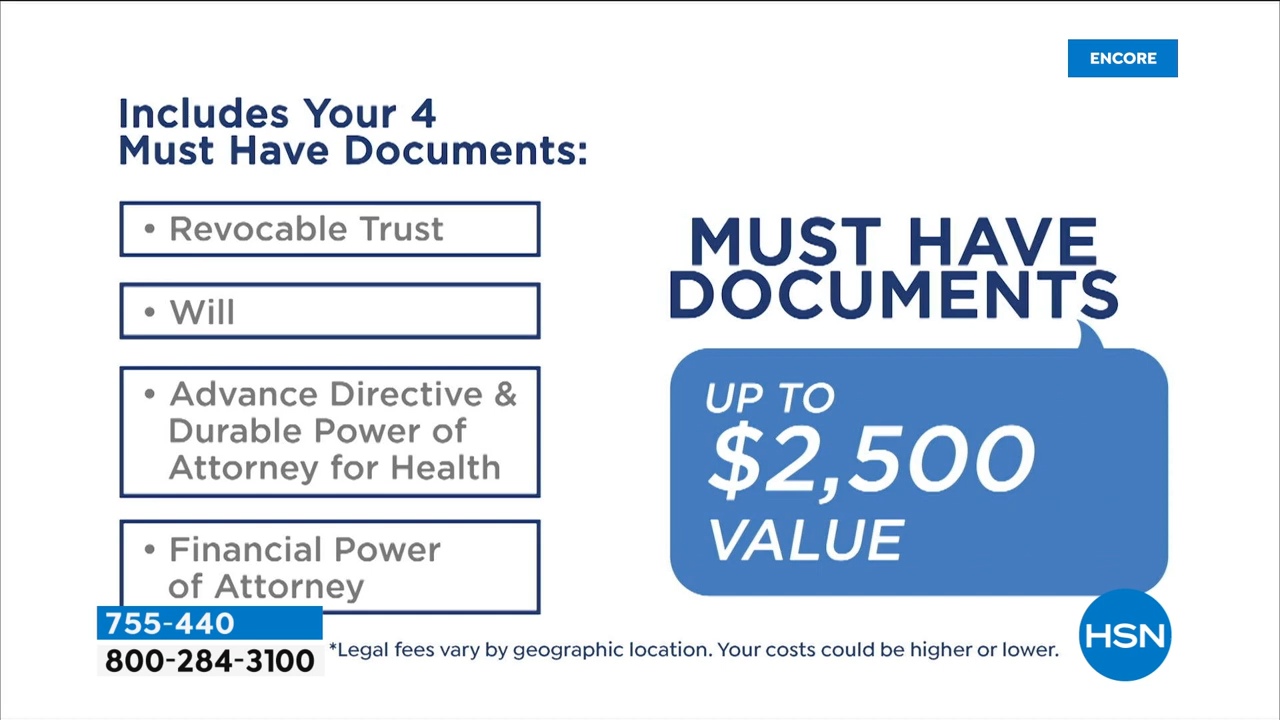 ENCORE
Includes Your 4
Must Have Documents:
• Revocable Trust
• Will
• Advance Directive &
Durable Power of
Attorney for Health
• Financial Power
of Attorney
MUST HAVE
DOCUMENTS
UP TO
$2,500
VALUE
755-440
800-284-3100
*Legal fees vary by geographic location. Your costs could be higher or lower.
HSN